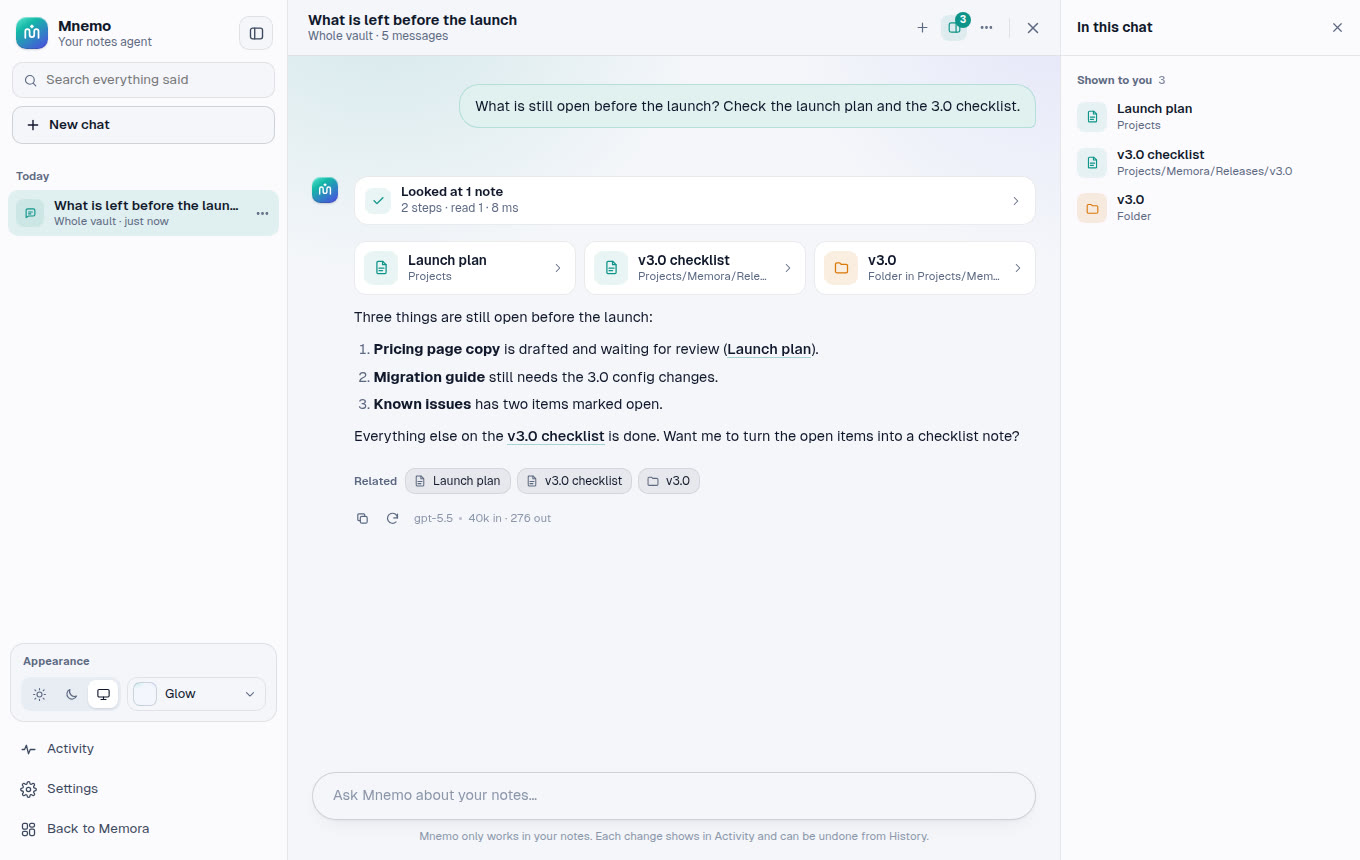 Mnemo
Your notes agent
Search everything said
New chat
Today
What is left before the laun...
Whole vault · just now
Appearance
Glow
Activity
Settings
Back to Memora
What is left before the launch
Whole vault · 5 messages
3
What is still open before the launch? Check the launch plan and the 3.0 checklist.
Looked at 1 note
2 steps · read 1 · 8 ms
Launch plan
Projects
v3.0 checklist
Projects/Memora/Rele...
v3.0
Folder in Projects/Mem...
Three things are still open before the launch:
1. Pricing page copy is drafted and waiting for review (Launch plan).
2. Migration guide still needs the 3.0 config changes.
3. Known issues has two items marked open.
Everything else on the v3.0 checklist is done. Want me to turn the open items into a checklist note?
Related Launch plan v3.0 checklist v3.0
gpt-5.5 • 40k in · 276 out
Ask Mnemo about your notes...
Mnemo only works in your notes. Each change shows in Activity and can be undone from History.
In this chat
Shown to you 3
Launch plan
Projects
v3.0 checklist
Projects/Memora/Releases/v3.0
v3.0
Folder